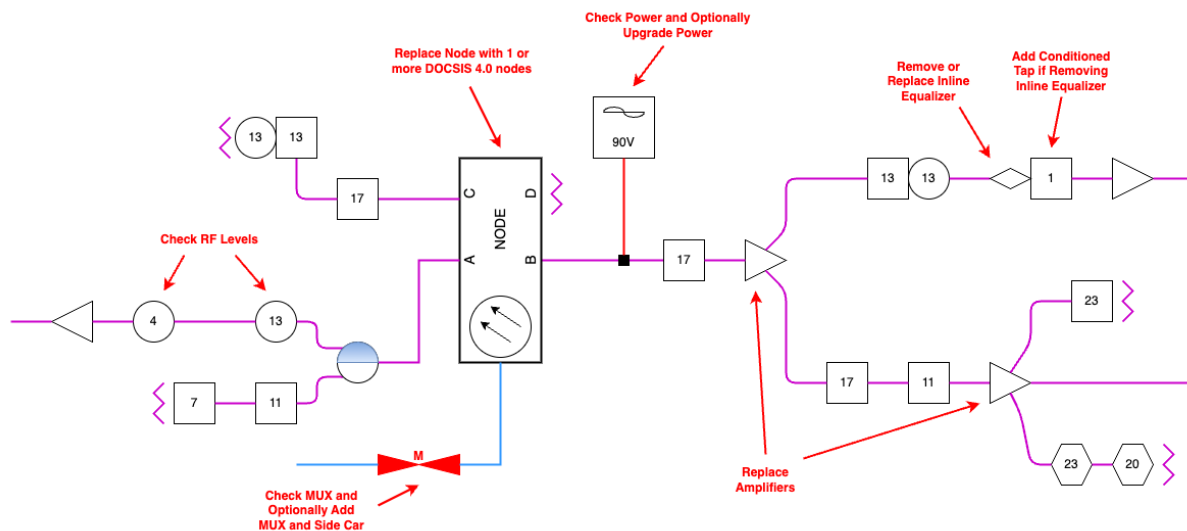 Check Power and Optionally
Upgrade Power
Replace Node with 1 or
more DOCSIS 4.0 nodes
Remove or
Replace Inline
Equalizer
Add Conditioned
Tap if Removing
Inline Equalizer
90V
13
13
17
C
D
NODE
A
B
13
13
1
Check RF Levels
17
4
13
23
7
11
17
11
M
23
20
Check MUX and
Optionally Add
MUX and Side Car
Replace
Amplifiers